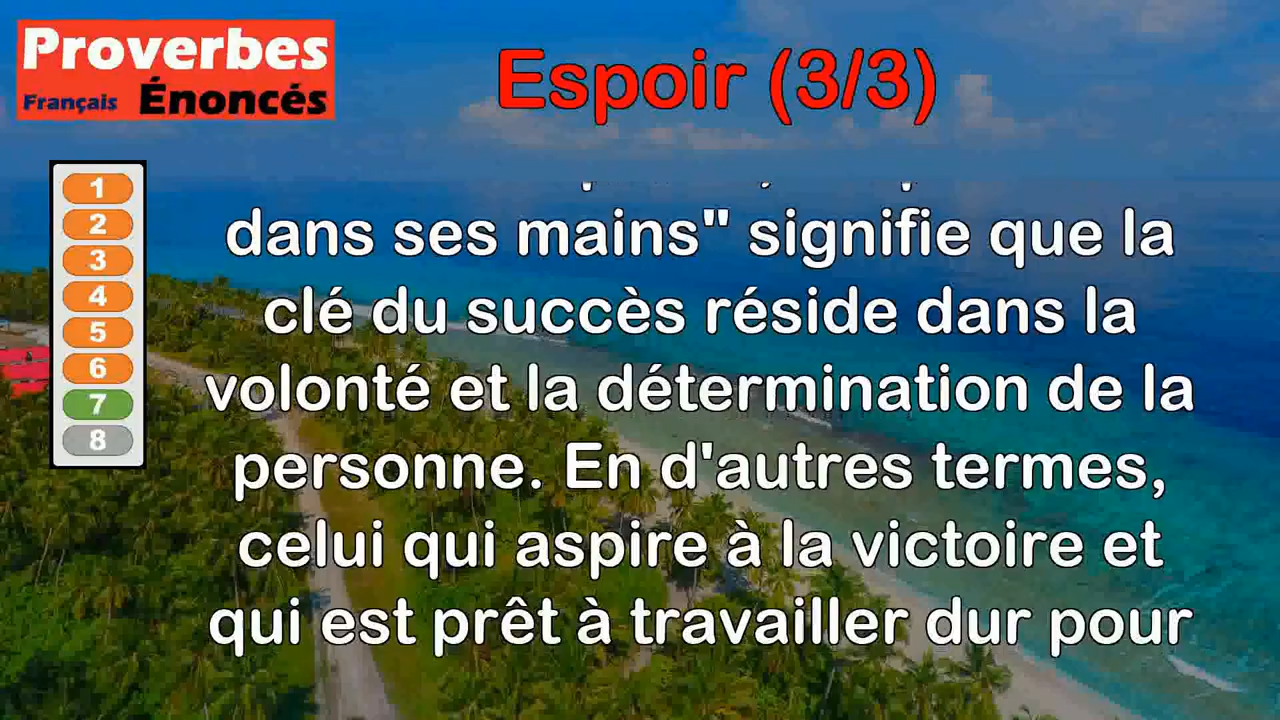 Proverbes
Français Énoncés
Espoir (3/3)
1
2
3
4
5
6
7
8
dans ses mains" signifie que la
clé du succès réside dans la
volonté et la détermination de la
personne. En d'autres termes,
celui qui aspire à la victoire et
qui est prêt à travailler dur pour